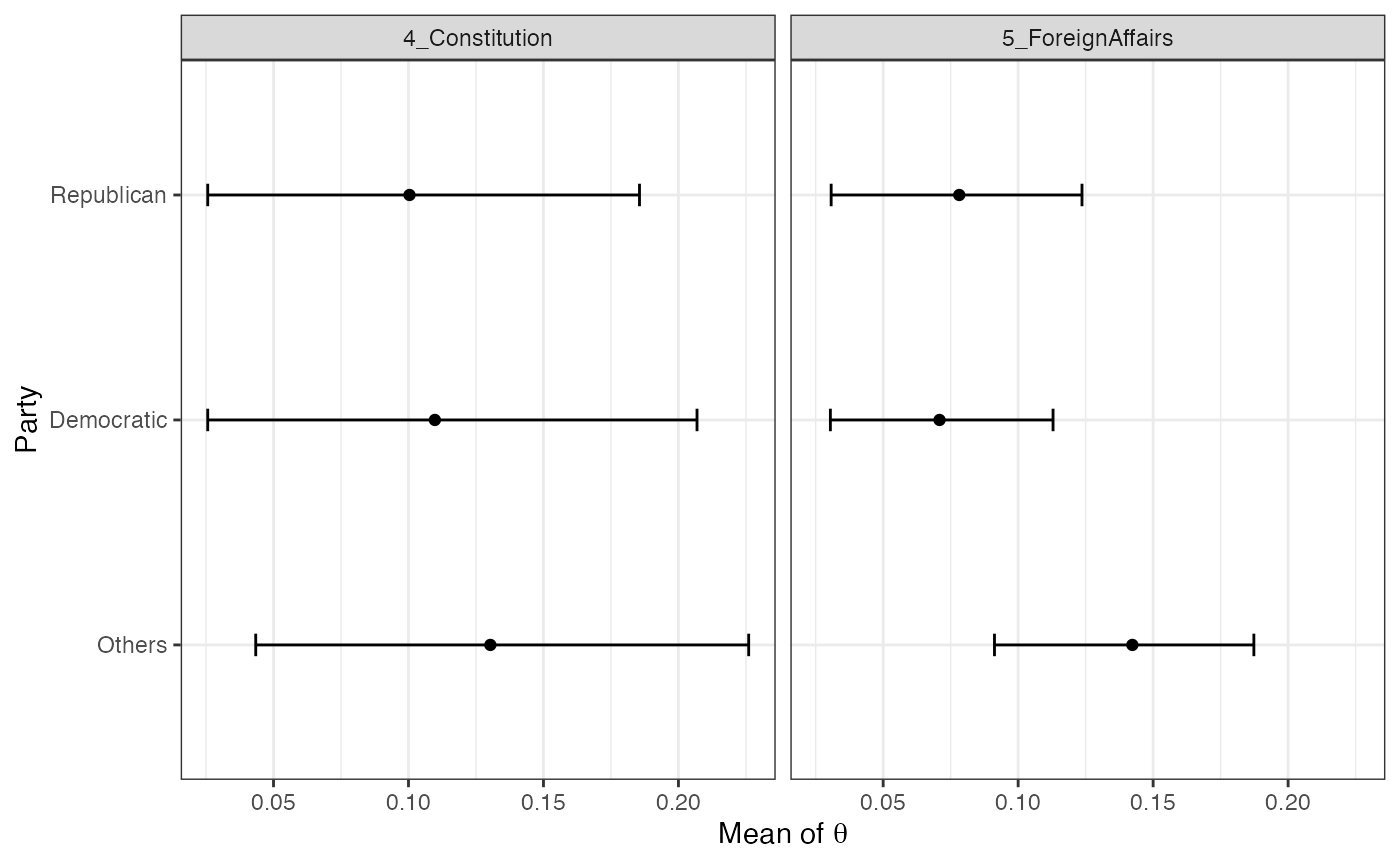 4_Constitution
5_ForeignAffairs
Party
Republican
Democratic
Others
0.05 0.10 0.15 0.20
0.05 0.10 0.15 0.20
Mean of θ